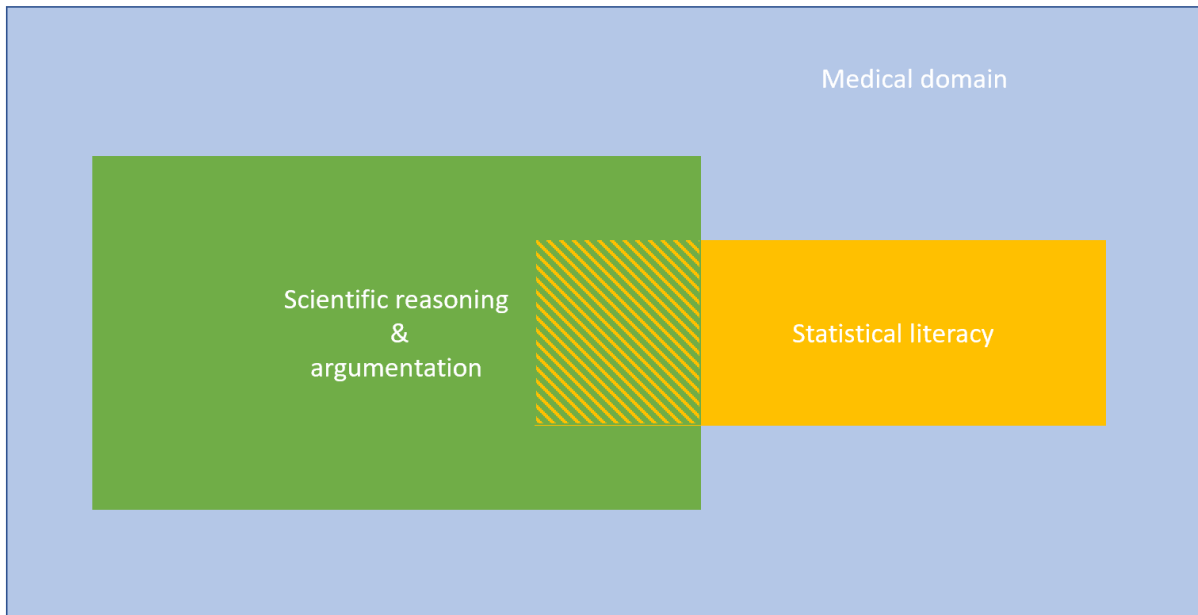 Medical domain
Scientific reasoning
&
argumentation
Statistical literacy